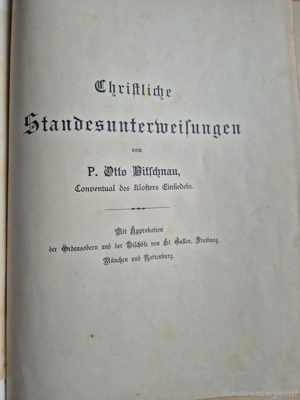 Christliche
Standesunterweisungen
von
P. Otto Bitschnau,
Conventual des Klosters Einsiedeln.
Mit Approbation
der Ordensobern und der Bischöfe von St. Gallen, Freiburg,
München und Rottenburg.